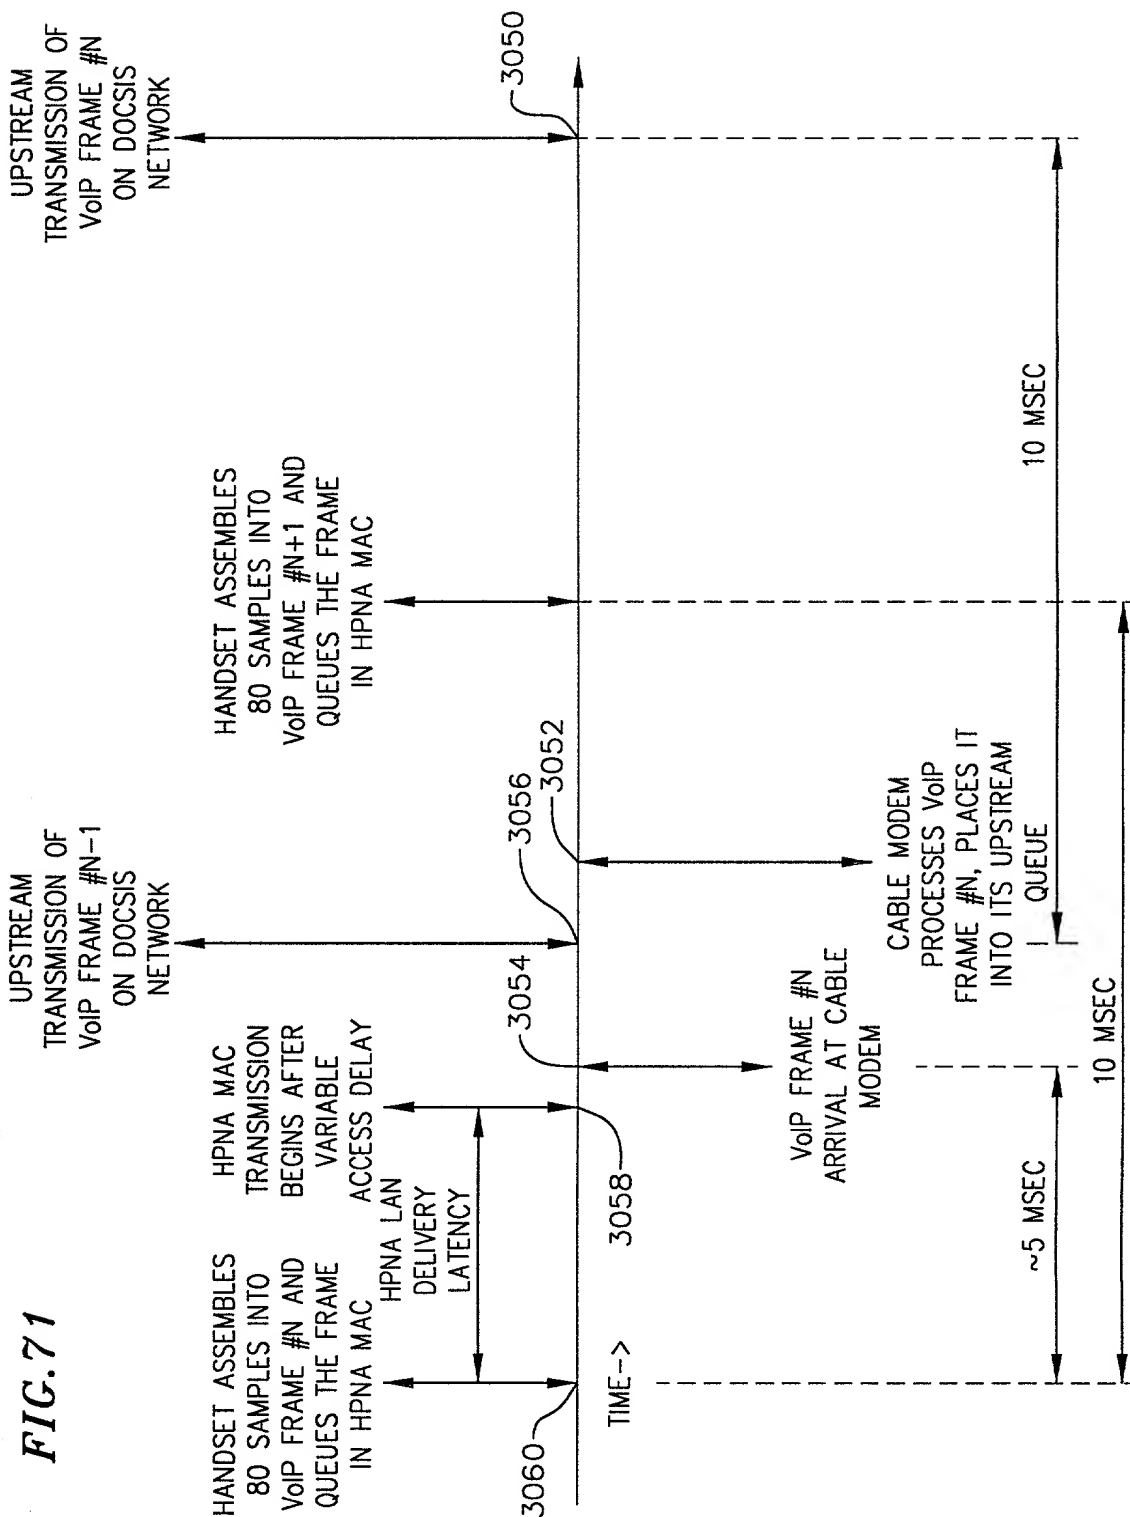 FIG.71
HANDSET ASSEMBLES
80 SAMPLES INTO
VoIP FRAME #N AND
QUEUES THE FRAME
IN HPNA MAC
HPNA LAN
DELIVERY
LATENCY
HPNA MAC
TRANSMISSION
BEGINS AFTER
VARIABLE
ACCESS DELAY
UPSTREAM
TRANSMISSION OF
VoIP FRAME #N-1
ON DOCSIS
NETWORK
HANDSET ASSEMBLES
80 SAMPLES INTO
VoIP FRAME #N+1 AND
QUEUES THE FRAME
IN HPNA MAC
UPSTREAM
TRANSMISSION OF
VoIP FRAME #N
ON DOCSIS
NETWORK
3060
3054
3056
3052
3050
TIME-->
3058
VoIP FRAME #N
ARRIVAL AT CABLE
MODEM
CABLE MODEM
PROCESSES VoIP
FRAME #N, PLACES IT
INTO ITS UPSTREAM
QUEUE
~5 MSEC
10 MSEC
10 MSEC